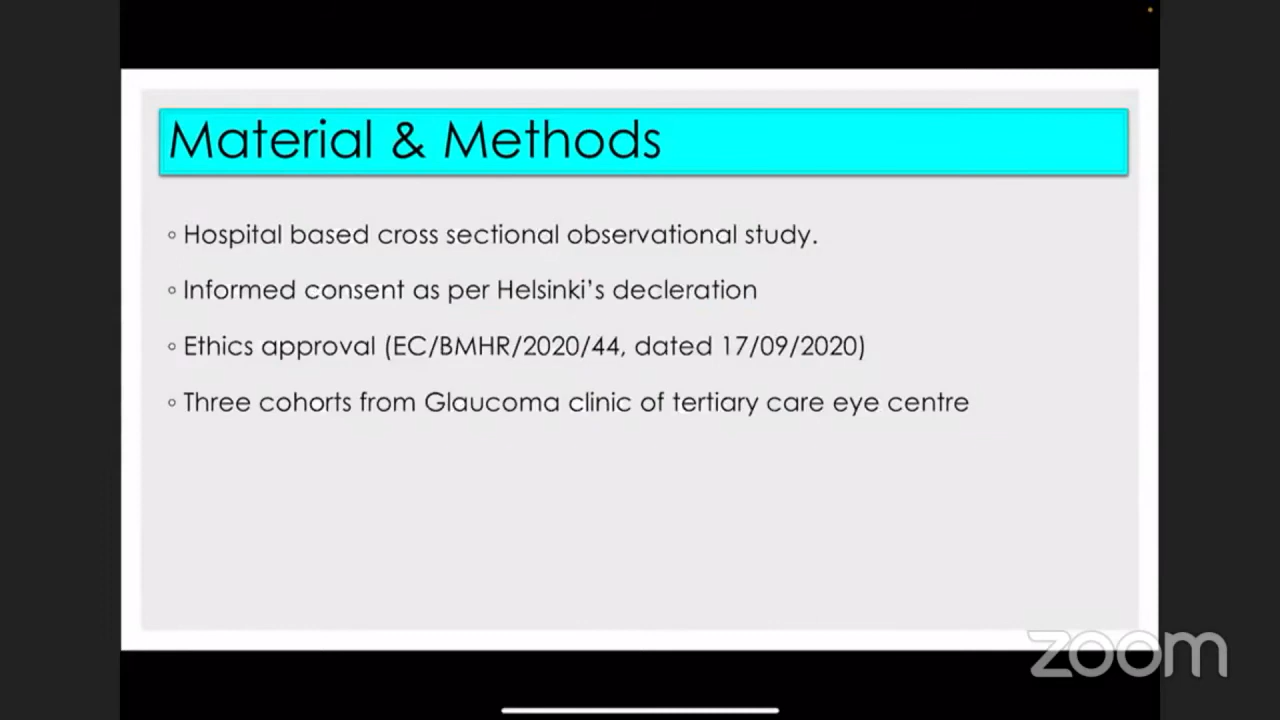 Material & Methods
Hospital based cross sectional observational study.
Informed consent as per Helsinki’s decleration
Ethics approval (EC/BMHR/2020/44, dated 17/09/2020)
Three cohorts from Glaucoma clinic of tertiary care eye centre
zoom